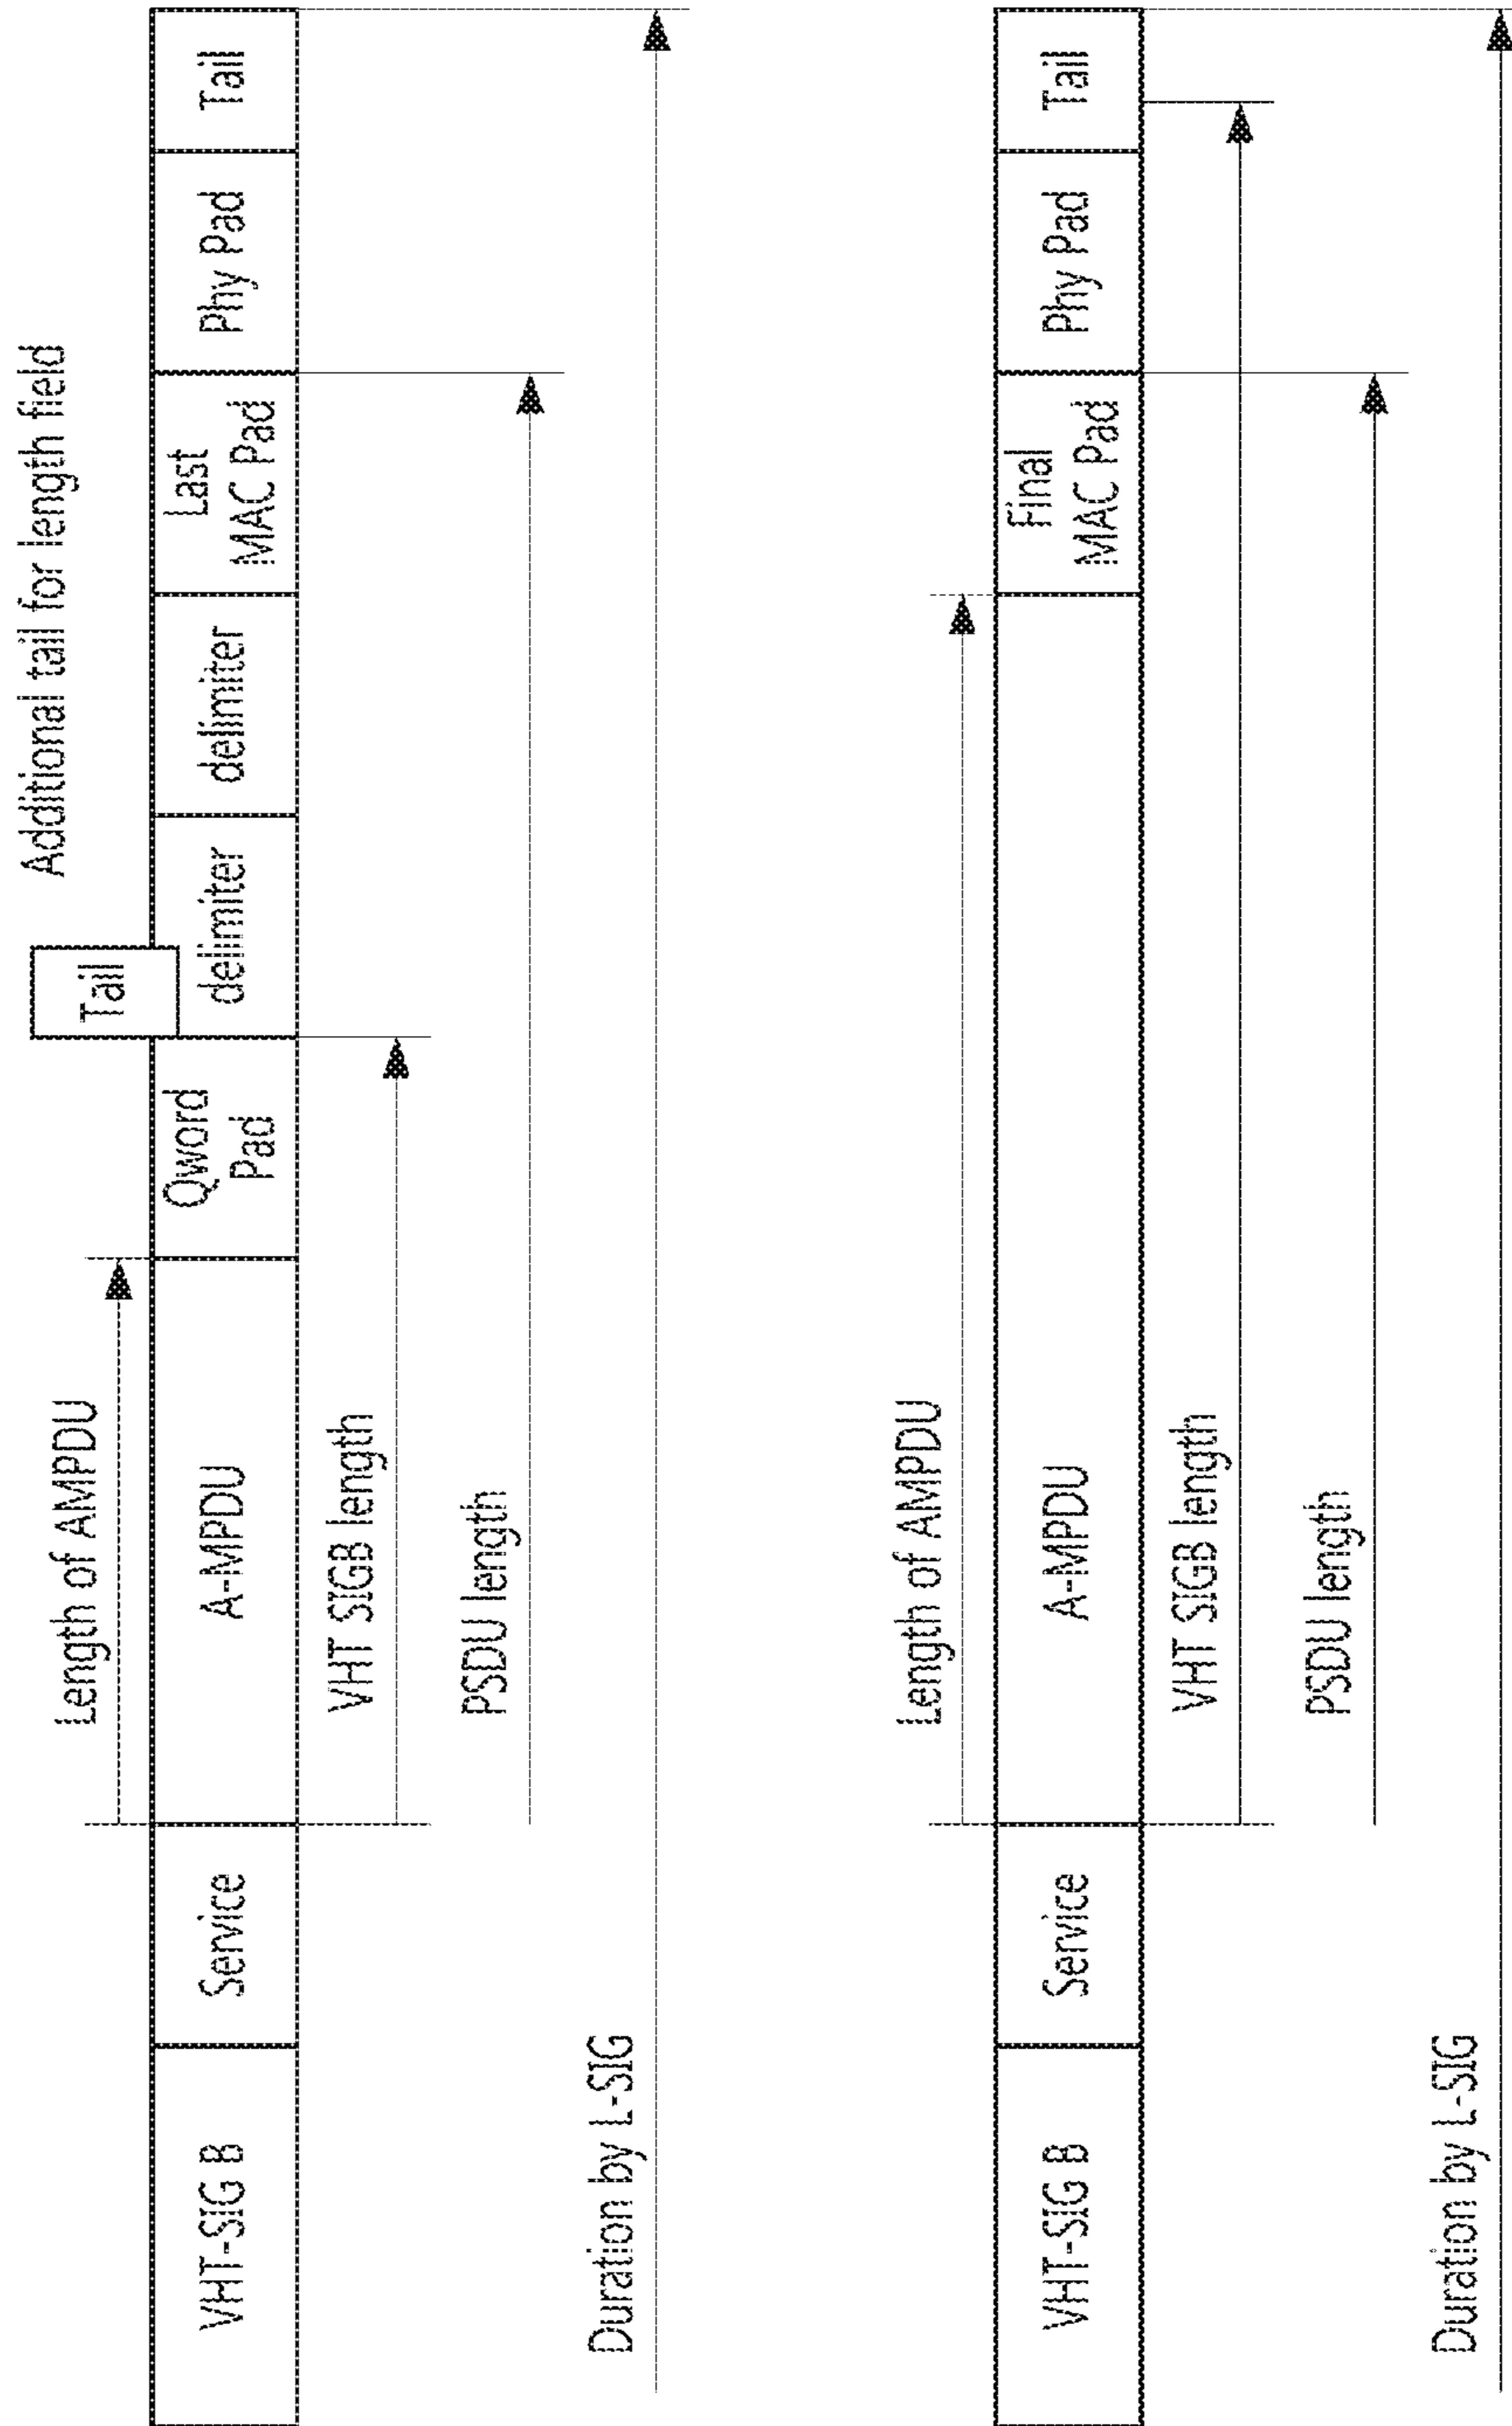 Additional tail for length field
Tail
Length of AMPDU
VHT-SIG B
Service
A-MPDU
Qword
Pad
delimiter
delimiter
Last
MAC Pad
Phy Pad
Tail
VHT SIGB length
PSDU length
Duration by L-SIG
Length of AMPDU
VHT-SIG B
Service
A-MPDU
Final
MAC Pad
Phy Pad
Tail
VHT SIGB length
PSDU length
Duration by L-SIG